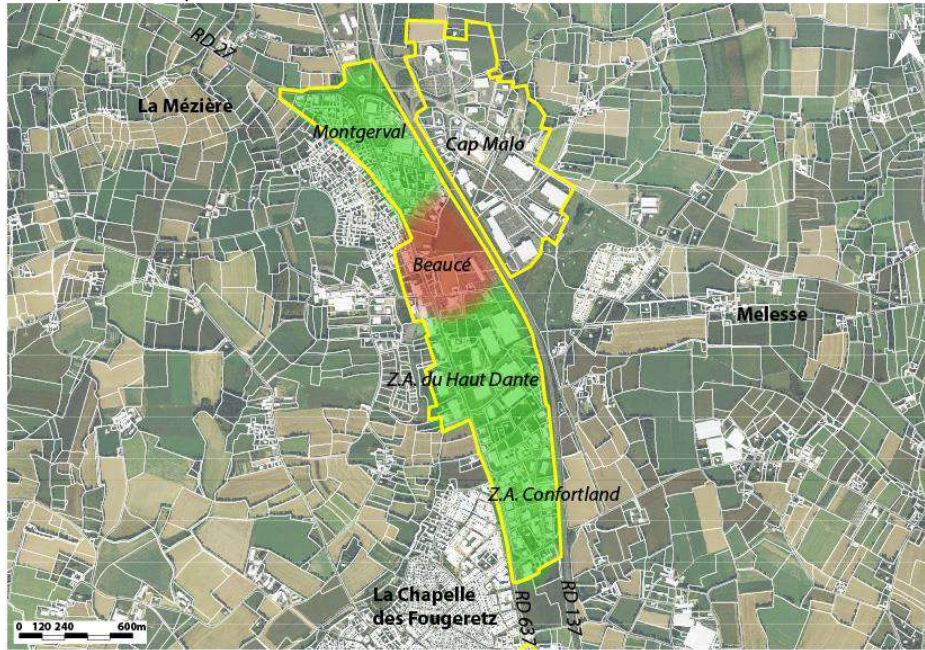 RD 27
N
La Mézière
Montgerval
Cap Malo
Beaucé
Melesse
Z.A. du Haut Dante
Z.A. Confortland
La Chapelle
des Fougeretz
RD 637
RD 137
0 120 240 600m